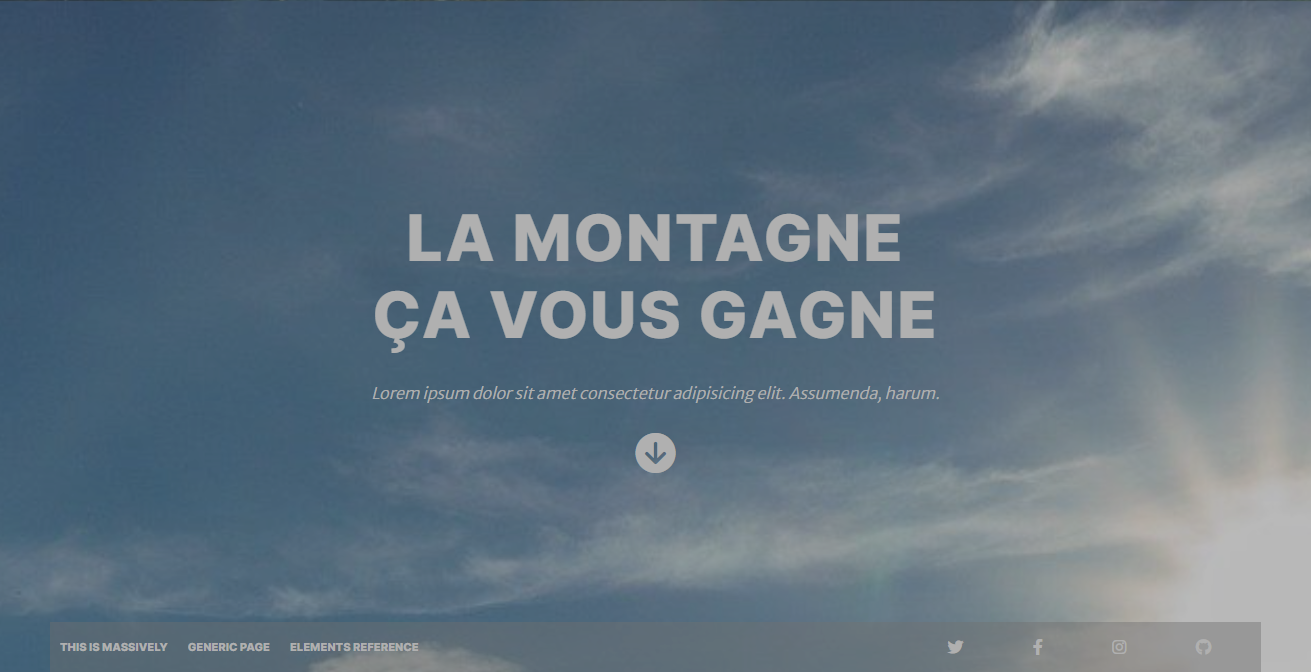 LA MONTAGNE
ÇA VOUS GAGNE
Lorem ipsum dolor sit amet consectetur adipisicing elit. Assumenda, harum.
THIS IS MASSIVELY GENERIC PAGE ELEMENTS REFERENCE